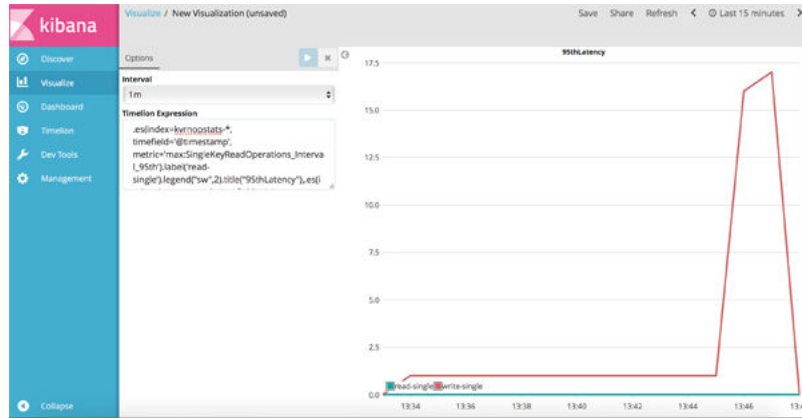 kibana
Discover
Visualize
Dashboard
Timelion
Dev Tools
Management
Collapse
Visualize / New Visualization (unsaved)
Save Share Refresh Last 15 minutes
Options
Interval
1m
Timelion Expression
.es(index=kvrnopstats-*,
timefield='@timestamp',
metric='max:SingleKeyReadOperations_Interva
l_95th').label('read-
single').legend("sw",2).title("95thLatency"),.es(i
95thLatency
17.5
15.0
12.5
10.0
7.5
5.0
2.5
0.0
read-single write-single
13:34 13:36 13:38 13:40 13:42 13:44 13:46